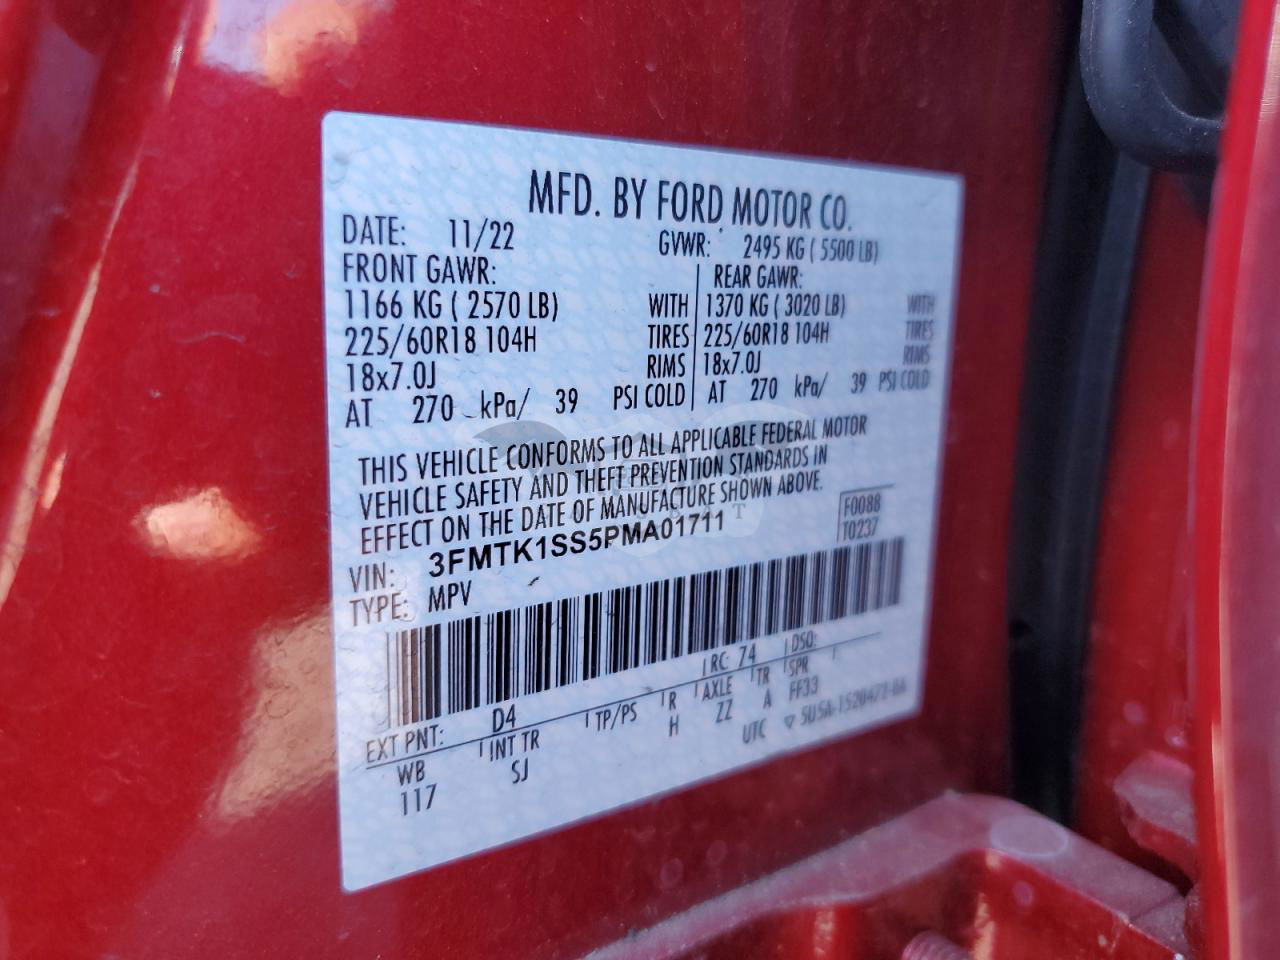 MFD. BY FORD MOTOR CO.
DATE: 11/22 GVWR: 2495 KG ( 5500 LB)
FRONT GAWR: REAR GAWR:
1166 KG ( 2570 LB) WITH 1370 KG ( 3020 LB) WITH
225/60R18 104H TIRES 225/60R18 104H TIRES
18x7.0J RIMS 18x7.0J RIMS
AT 270 kPa/ 39 PSI COLD AT 270 kPa/ 39 PSI COLD
THIS VEHICLE CONFORMS TO ALL APPLICABLE FEDERAL MOTOR
VEHICLE SAFETY AND THEFT PREVENTION STANDARDS IN
EFFECT ON THE DATE OF MANUFACTURE SHOWN ABOVE.
F0088
T0237
VIN: 3FMTK1SS5PMA01711
TYPE: MPV
EXT PNT: D4 RC: 74 DSO:
WB INT TR TP/PS R AXLE TR SPR
117 SJ H ZZ A FF33
UTC ▽ 5U5A-1520472-BA